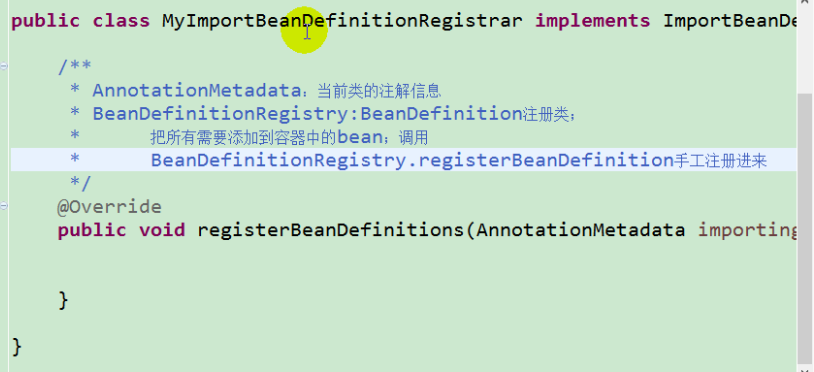 public class MyImportBeanDefinitionRegistrar implements ImportBeanDe
/**
* AnnotationMetadata：当前类的注解信息
* BeanDefinitionRegistry:BeanDefinition注册类；
* 把所有需要添加到容器中的bean；调用
* BeanDefinitionRegistry.registerBeanDefinition手工注册进来
*/
@Override
public void registerBeanDefinitions(AnnotationMetadata importing
}
}